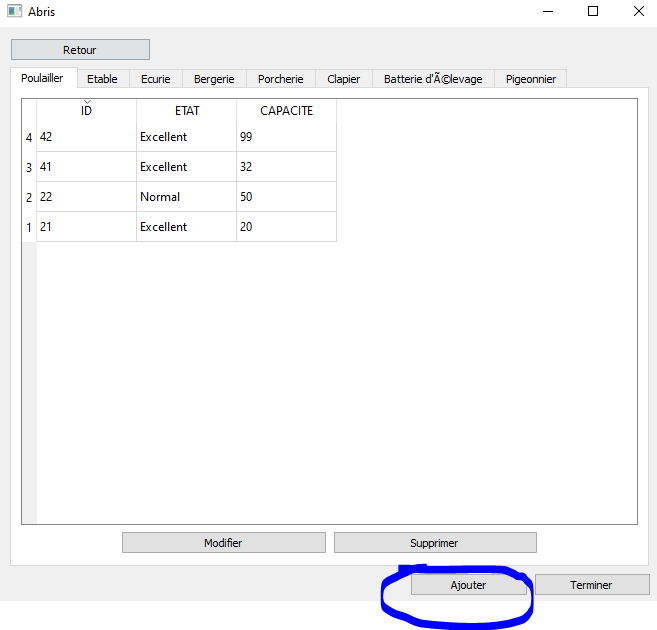 Abris
Retour
Poulailler Etable Ecurie Bergerie Porcherie Clapier Batterie d'Ã©levage Pigeonnier
ID ETAT CAPACITE
4 42 Excellent 99
3 41 Excellent 32
2 22 Normal 50
1 21 Excellent 20
Modifier Supprimer
Ajouter Terminer